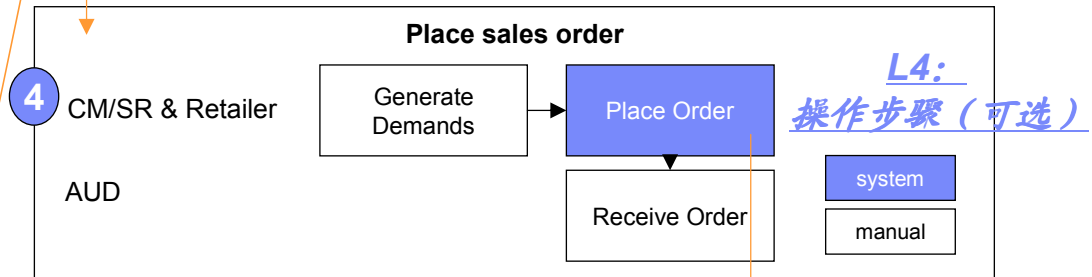 Place sales order
4
CM/SR & Retailer
Generate
Demands
Place Order
L4:
操作步骤（可选）
AUD
Receive Order
system
manual